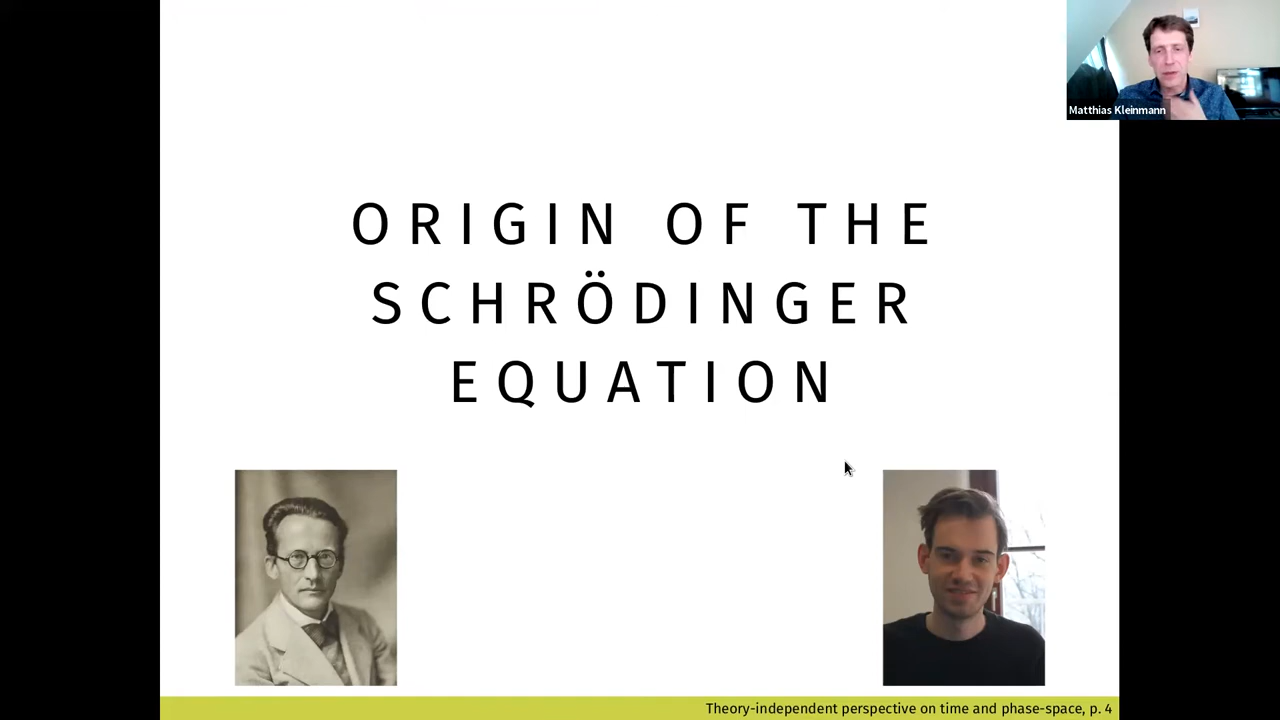 Matthias Kleinmann
ORIGIN OF THE
SCHRÖDINGER
EQUATION
Theory-independent perspective on time and phase-space, p. 4